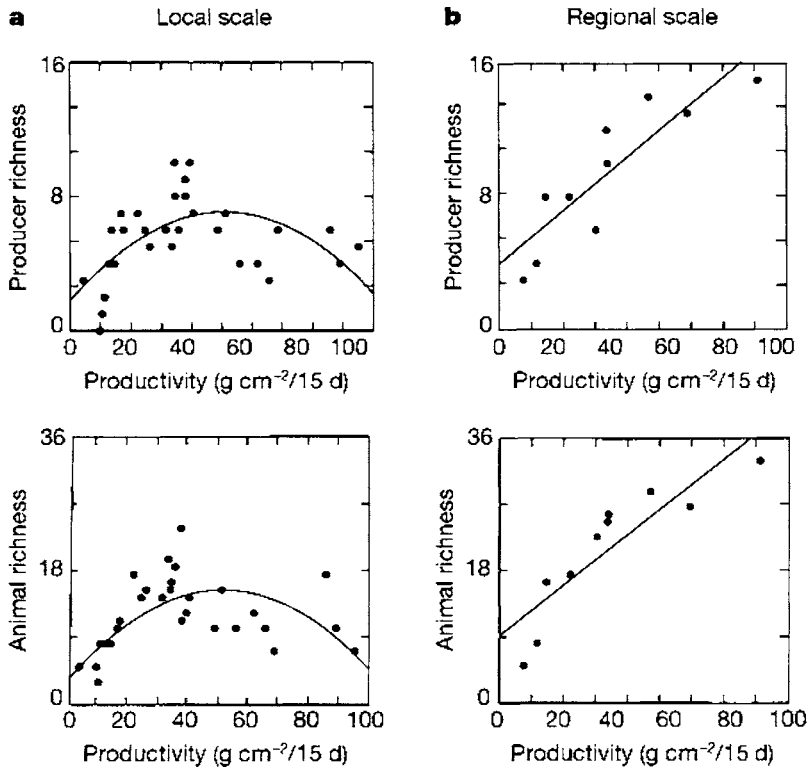 a Local scale
b Regional scale
16
8
0
Producer richness
0 20 40 60 80 100
Productivity (g cm⁻²/15 d)
16
8
0
Producer richness
0 20 40 60 80 100
Productivity (g cm⁻²/15 d)
36
18
0
Animal richness
0 20 40 60 80 100
Productivity (g cm⁻²/15 d)
36
18
0
Animal richness
0 20 40 60 80 100
Productivity (g cm⁻²/15 d)